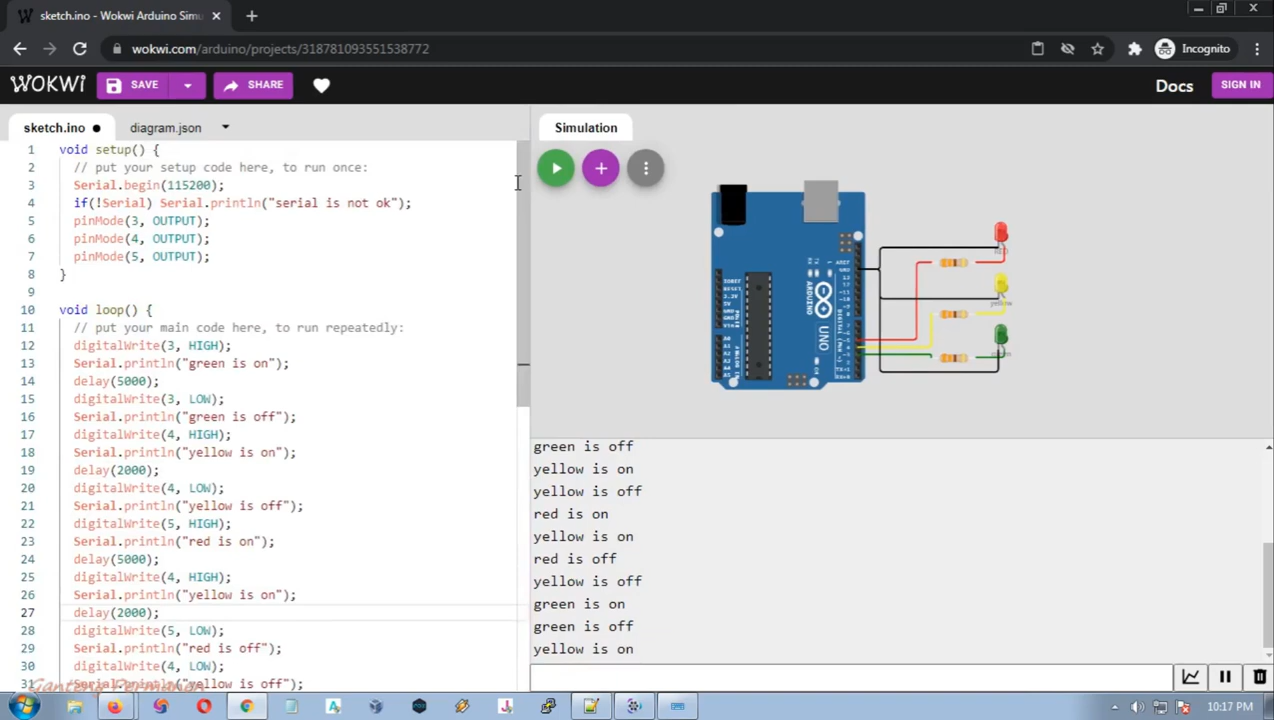 sketch.ino - Wokwi Arduino Simu
wokwi.com/arduino/projects/318781093551538772
Incognito
WOKWI
SAVE
SHARE
Docs
SIGN IN
sketch.ino
diagram.json
Simulation
1 void setup() {
2 // put your setup code here, to run once:
3 Serial.begin(115200);
4 if(!Serial) Serial.println("serial is not ok");
5 pinMode(3, OUTPUT);
6 pinMode(4, OUTPUT);
7 pinMode(5, OUTPUT);
8 }
9
10 void loop() {
11 // put your main code here, to run repeatedly:
12 digitalWrite(3, HIGH);
13 Serial.println("green is on");
14 delay(5000);
15 digitalWrite(3, LOW);
16 Serial.println("green is off");
17 digitalWrite(4, HIGH);
18 Serial.println("yellow is on");
19 delay(2000);
20 digitalWrite(4, LOW);
21 Serial.println("yellow is off");
22 digitalWrite(5, HIGH);
23 Serial.println("red is on");
24 delay(5000);
25 digitalWrite(4, HIGH);
26 Serial.println("yellow is on");
27 delay(2000);
28 digitalWrite(5, LOW);
29 Serial.println("red is off");
30 digitalWrite(4, LOW);
31 Serial.println("yellow is off");
ARDUINO
UNO
AREF
GND
yellow
green is off
yellow is on
yellow is off
red is on
yellow is on
red is off
yellow is off
green is on
green is off
yellow is on
Ganteng Permanen
10:17 PM